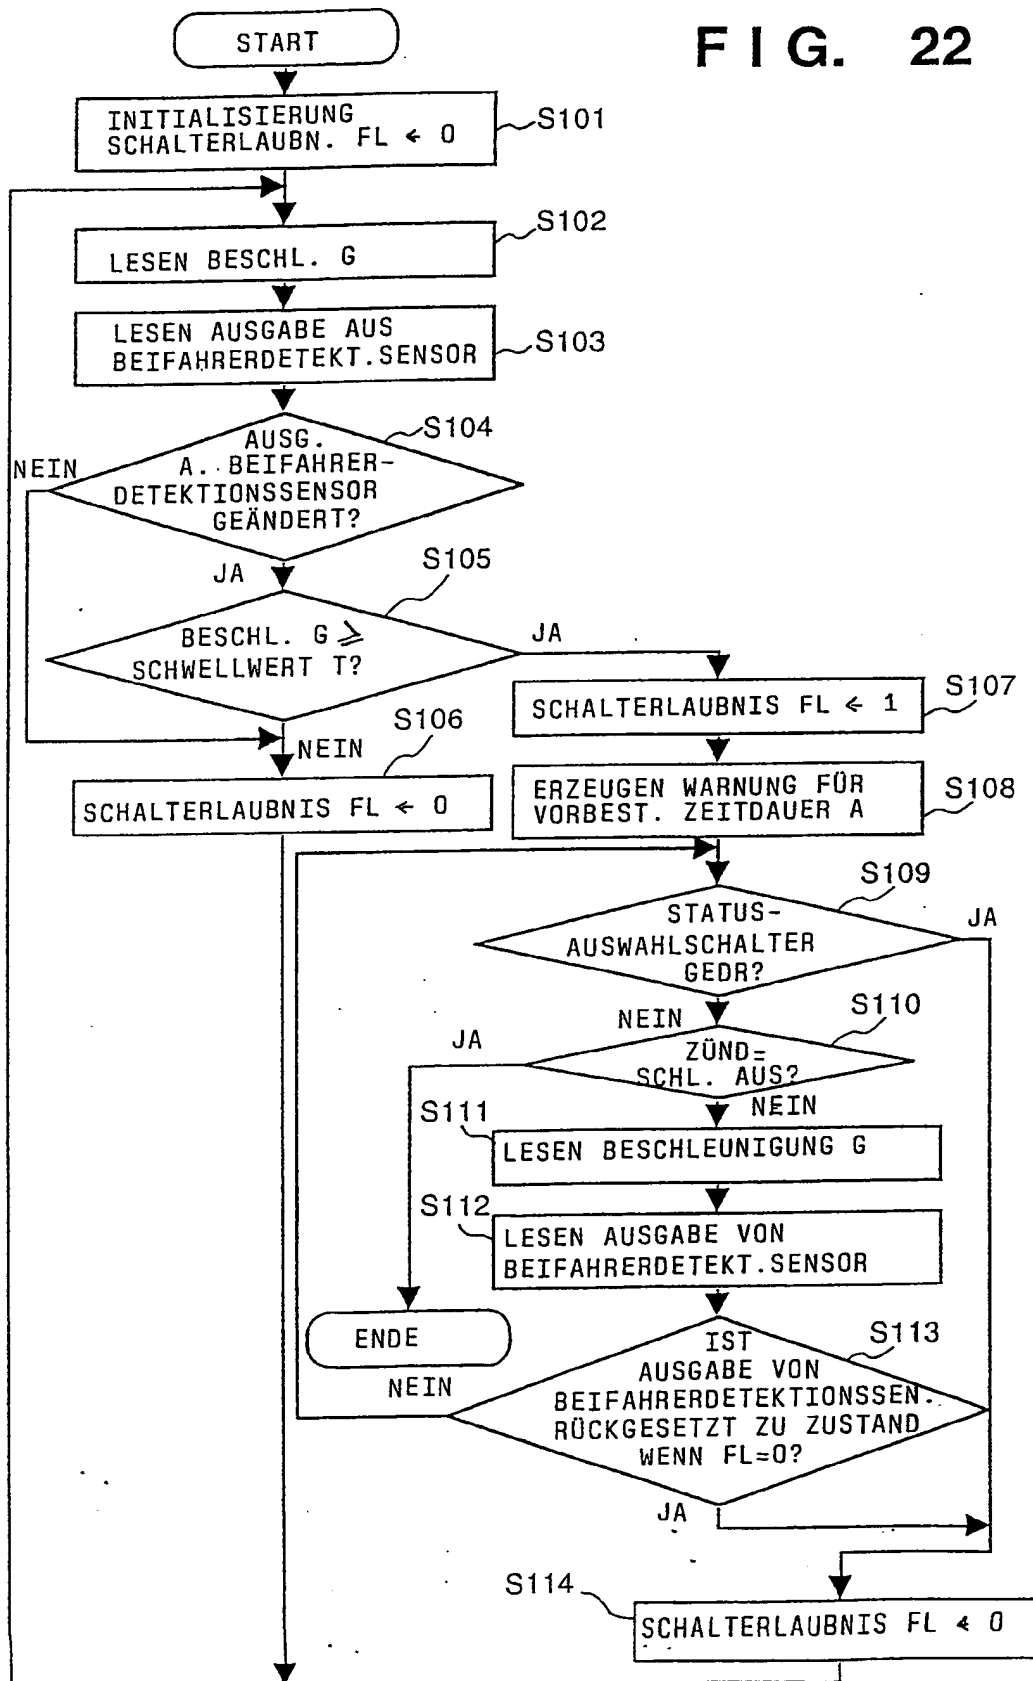 FIG. 22
START
INITIALISIERUNG
SCHALTERLAUBN. FL ← 0
S101
S102
LESEN BESCHL. G
LESEN AUSGABE AUS
BEIFAHRERDETEKT.SENSOR
S103
S104
AUSG.
A. BEIFAHRER-
DETEKTIONSSENSOR
GEÄNDERT?
NEIN
JA
S105
BESCHL. G ≥
SCHWELLWERT T?
JA
NEIN
S106
SCHALTERLAUBNIS FL ← 0
S107
SCHALTERLAUBNIS FL ← 1
ERZEUGEN WARNUNG FÜR
VORBEST. ZEITDAUER A
S108
S109
STATUS-
AUSWAHLSCHALTER
GEDR?
JA
NEIN
S110
ZÜND=
SCHL. AUS?
JA
NEIN
S111
LESEN BESCHLEUNIGUNG G
S112
LESEN AUSGABE VON
BEIFAHRERDETEKT.SENSOR
ENDE
S113
IST
AUSGABE VON
BEIFAHRERDETEKTIONSSEN.
RÜCKGESETZT ZU ZUSTAND
WENN FL=0?
NEIN
JA
S114
SCHALTERLAUBNIS FL ← 0